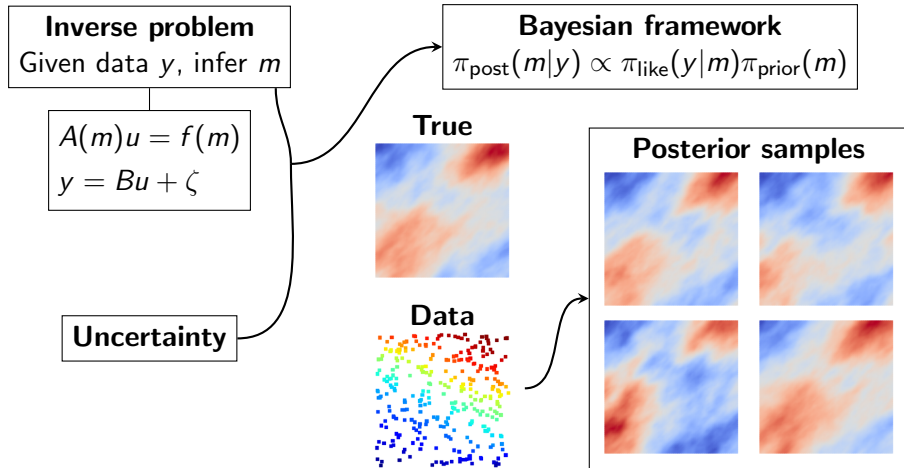 Inverse problem
Given data y, infer m
A(m)u = f(m)
y = Bu + ζ
Uncertainty
Bayesian framework
π_post(m|y) ∝ π_like(y|m)π_prior(m)
True
Data
Posterior samples